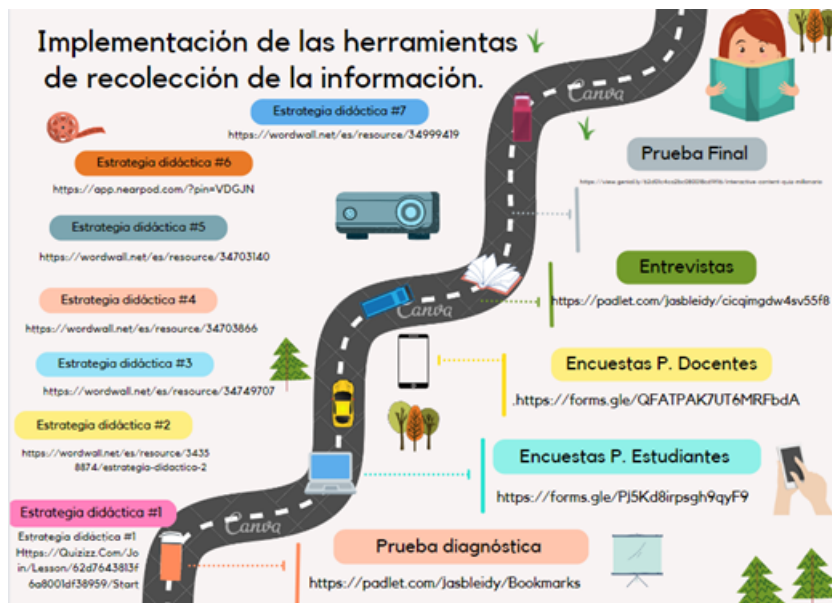 Implementación de las herramientas
de recolección de la información.
Estrategia didáctica #7
https://wordwall.net/es/resource/34999419
Estrategia didáctica #6
https://app.nearpod.com/?pin=VDGJN
Estrategia didáctica #5
https://wordwall.net/es/resource/34703140
Estrategia didáctica #4
https://wordwall.net/es/resource/34703866
Estrategia didáctica #3
https://wordwall.net/es/resource/34749707
Estrategia didáctica #2
https://wordwall.net/es/resource/3435
8874/estrategia-didactica-2
Estrategia didáctica #1
Estrategia didáctica #1
Https://Quizizz.Com/Jo
in/Lesson/62d7643813f
6a8001df38959/Start
Canva
Prueba Final
Entrevistas
https://padlet.com/jasbleidy/cicqimgdw4sv55f8
Canva
Encuestas P. Docentes
.https://forms.gle/QFATPAK7UT6MRFbdA
Encuestas P. Estudiantes
https://forms.gle/Pj5Kd8irpsgh9qyF9
Canva
Prueba diagnóstica
https://padlet.com/jasbleidy/Bookmarks